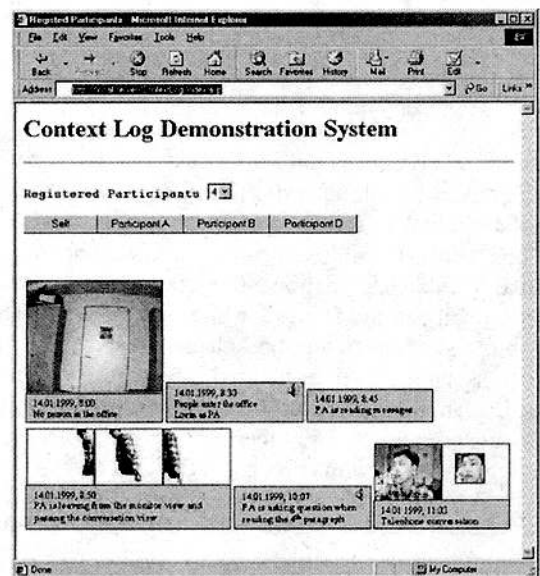 Registed Participants - Microsoft Internet Explorer
File Edit View Favorites Tools Help
Back Stop Refresh Home Search Favorites History Mail Print Edit
Address Go Links »
Context Log Demonstration System
Registered Participants 4
Self Participant A Participant B Participant D
14.01.1999, 8:00
No person in the office
14.01.1999, 8:30
People enter the office
Login as PA
14.01.1999, 8:45
PA is reading messages
14.01.1999, 8:50
PA is leaving from the monitor view and
passing the conversation view
14.01.1999, 10:07
PA is asking question when
reading the 4th paragraph
14.01.1999, 11:03
Telephone conversation
Done My Computer